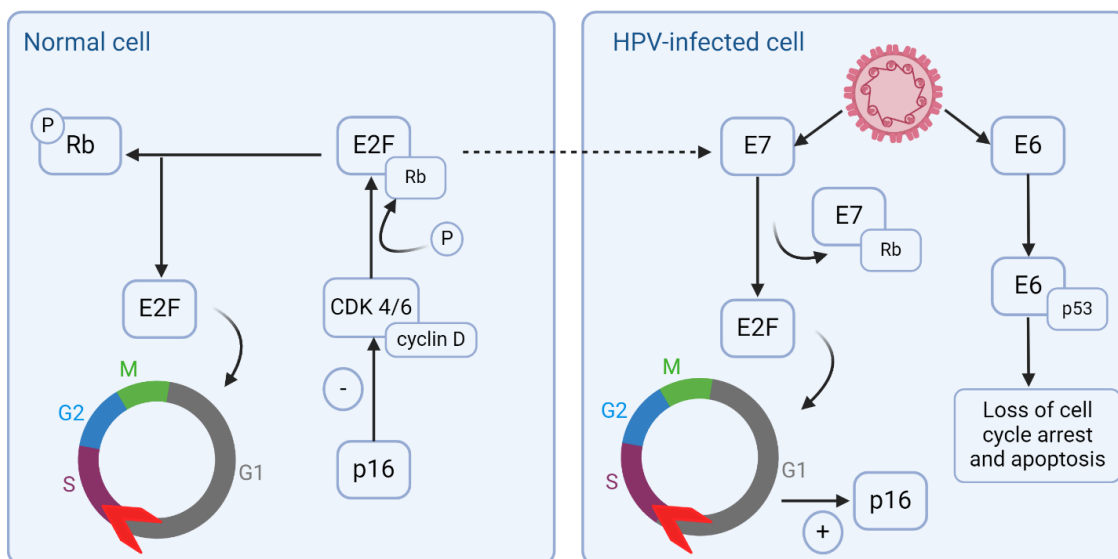 Normal cell
P
Rb
E2F
Rb
P
E2F
CDK 4/6
cyclin D
-
p16
M
G2
S
G1
HPV-infected cell
E7
E6
E7
Rb
E6
p53
E2F
M
G2
S
G1
+
p16
Loss of cell
cycle arrest
and apoptosis